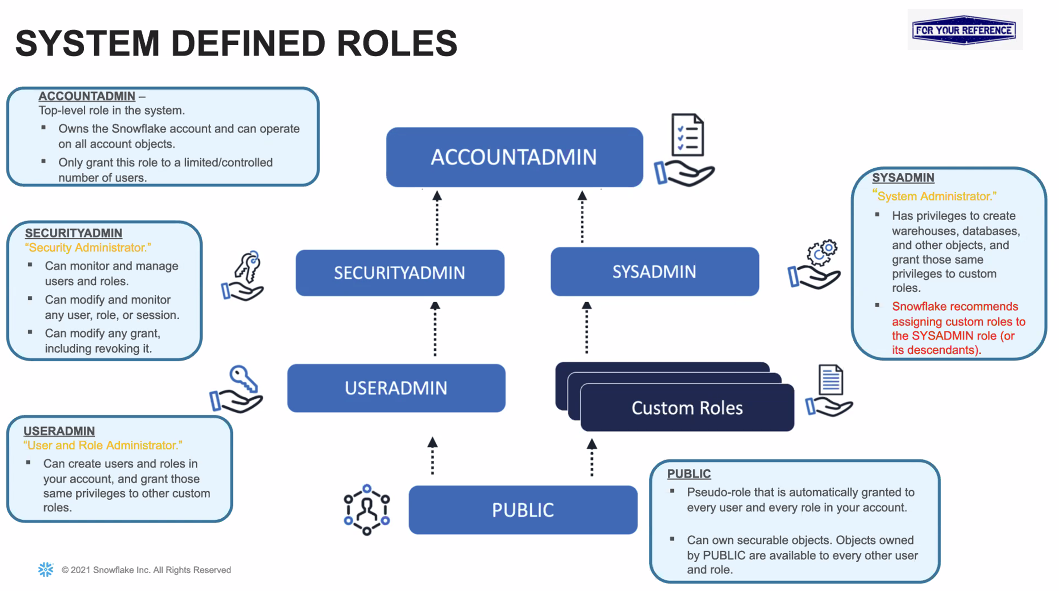 SYSTEM DEFINED ROLES
FOR YOUR REFERENCE
ACCOUNTADMIN –
Top-level role in the system.
▪ Owns the Snowflake account and can operate
on all account objects.
▪ Only grant this role to a limited/controlled
number of users.
ACCOUNTADMIN
SYSADMIN
“System Administrator.”
▪ Has privileges to create
warehouses, databases,
and other objects, and
grant those same
privileges to custom
roles.
▪ Snowflake recommends
assigning custom roles to
the SYSADMIN role (or
its descendants).
SECURITYADMIN
“Security Administrator.”
▪ Can monitor and manage
users and roles.
▪ Can modify and monitor
any user, role, or session.
▪ Can modify any grant,
including revoking it.
SECURITYADMIN
SYSADMIN
USERADMIN
Custom Roles
USERADMIN
“User and Role Administrator.”
▪ Can create users and roles in
your account, and grant those
same privileges to other custom
roles.
PUBLIC
PUBLIC
▪ Pseudo-role that is automatically granted to
every user and every role in your account.
▪ Can own securable objects. Objects owned
by PUBLIC are available to every other user
and role.
© 2021 Snowflake Inc. All Rights Reserved